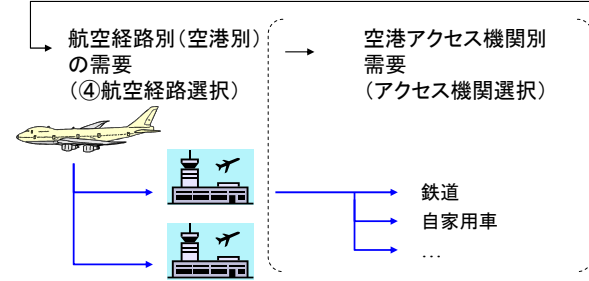 航空経路別(空港別)
の需要
(④航空経路選択)
空港アクセス機関別
需要
(アクセス機関選択)
鉄道
自家用車
…